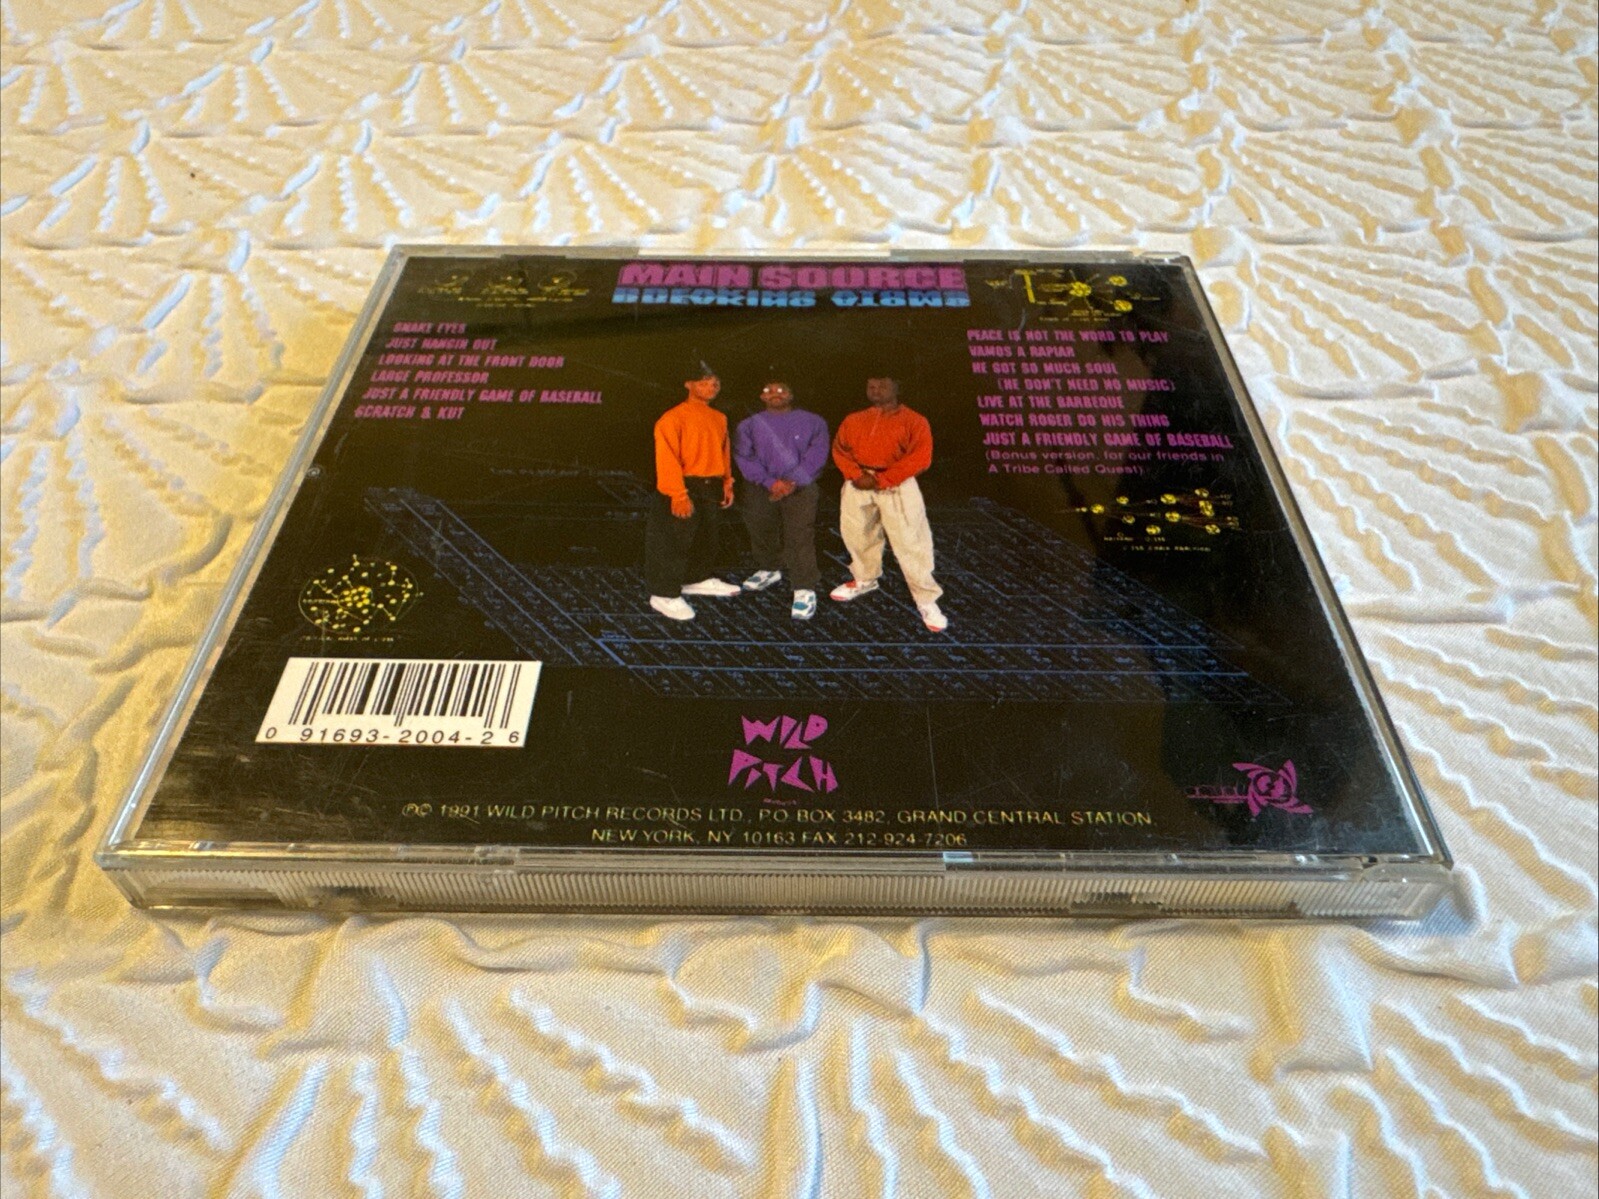 MAIN SOURCE
BREAKING ATOMS
SNAKE EYES
JUST HANGIN OUT
LOOKING AT THE FRONT DOOR
LARGE PROFESSOR
JUST A FRIENDLY GAME OF BASEBALL
SCRATCH & KUT
PEACE IS NOT THE WORD TO PLAY
VAMOS A RAPIAR
HE GOT SO MUCH SOUL
(HE DON'T NEED NO MUSIC)
LIVE AT THE BARBEQUE
WATCH ROGER DO HIS THING
JUST A FRIENDLY GAME OF BASEBALL
(Bonus version, for our friends in
A Tribe Called Quest)
0 91693-2004-2 6
WILD
PITCH
℗© 1991 WILD PITCH RECORDS LTD., P.O. BOX 3482, GRAND CENTRAL STATION,
NEW YORK, NY 10163 FAX 212-924-7206